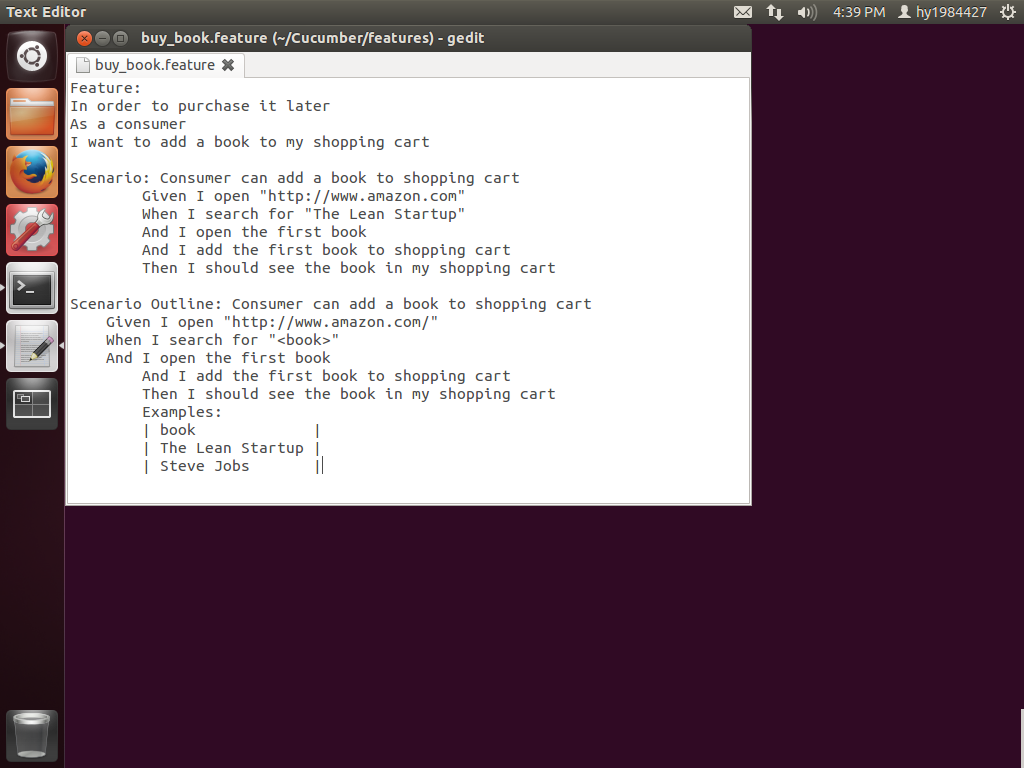 Text Editor
4:39 PM
hy1984427
buy_book.feature (~/Cucumber/features) - gedit
buy_book.feature
Feature:
In order to purchase it later
As a consumer
I want to add a book to my shopping cart
Scenario: Consumer can add a book to shopping cart
Given I open "http://www.amazon.com"
When I search for "The Lean Startup"
And I open the first book
And I add the first book to shopping cart
Then I should see the book in my shopping cart
Scenario Outline: Consumer can add a book to shopping cart
Given I open "http://www.amazon.com/"
When I search for "<book>"
And I open the first book
And I add the first book to shopping cart
Then I should see the book in my shopping cart
Examples:
| book             |
| The Lean Startup |
| Steve Jobs       |